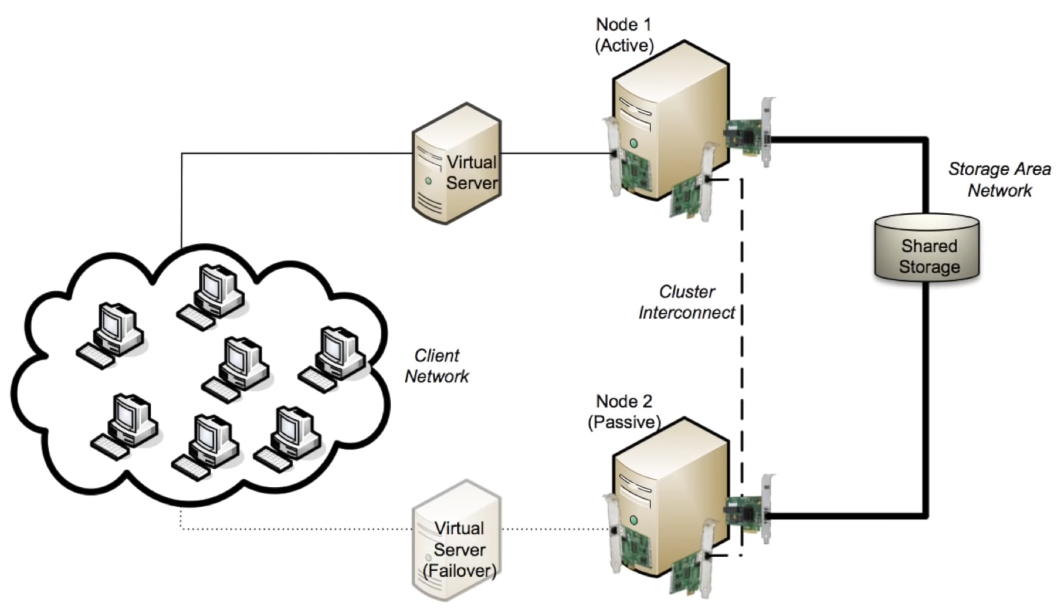 Node 1
(Active)
Virtual
Server
Storage Area
Network
Shared
Storage
Cluster
Interconnect
Client
Network
Node 2
(Passive)
Virtual
Server
(Failover)